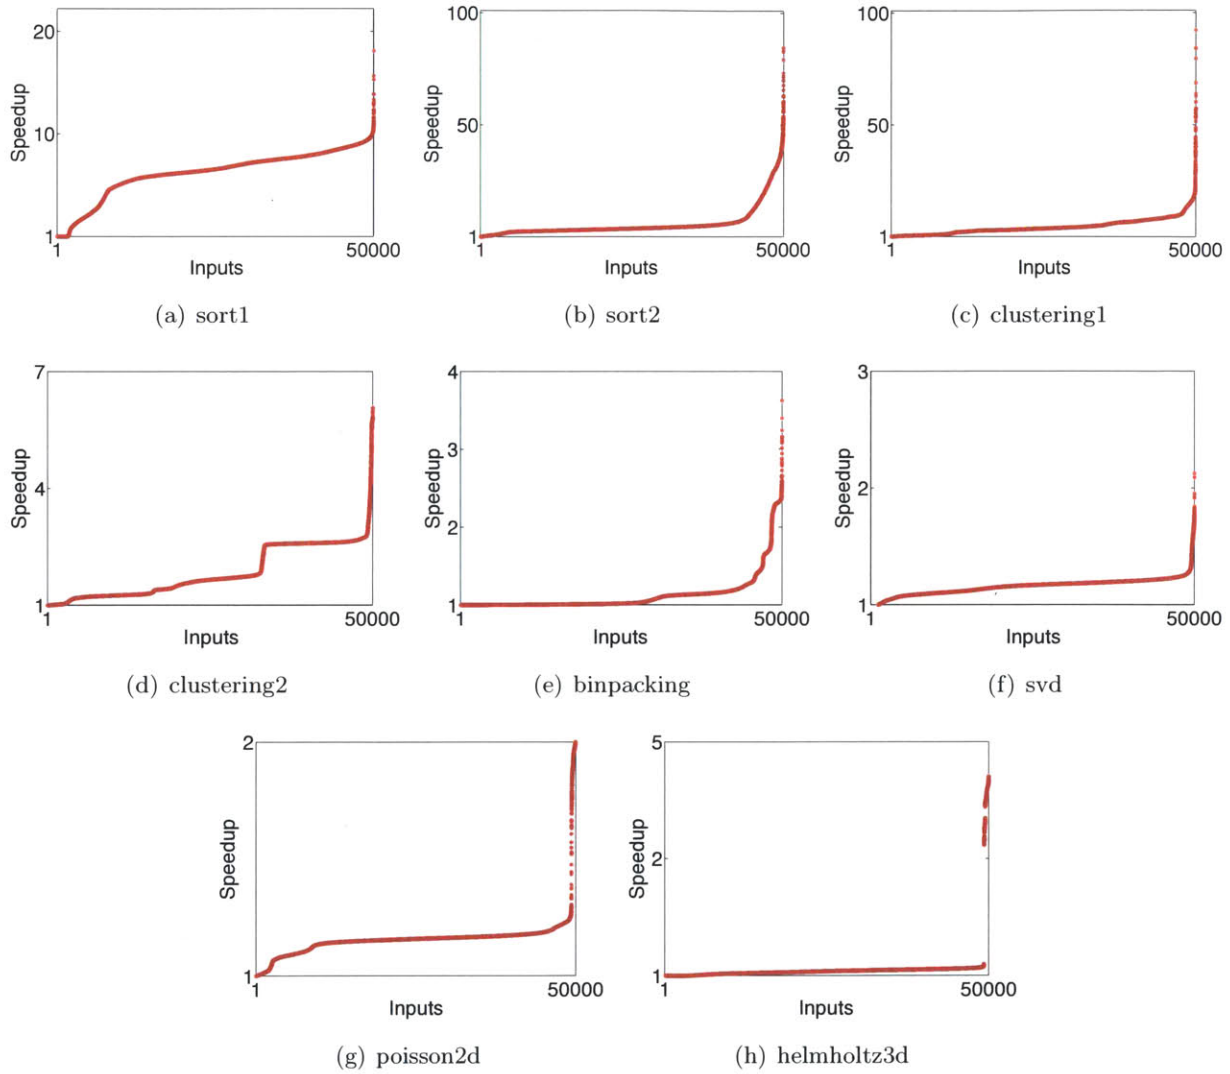 20
10
1
Speedup
1
50000
Inputs
(a) sort1
100
50
1
Speedup
1
50000
Inputs
(b) sort2
100
50
1
Speedup
1
50000
Inputs
(c) clustering1
7
4
1
Speedup
1
50000
Inputs
(d) clustering2
4
3
2
1
Speedup
1
50000
Inputs
(e) binpacking
3
2
1
Speedup
1
50000
Inputs
(f) svd
2
1
Speedup
1
50000
Inputs
(g) poisson2d
5
2
1
Speedup
1
50000
Inputs
(h) helmholtz3d